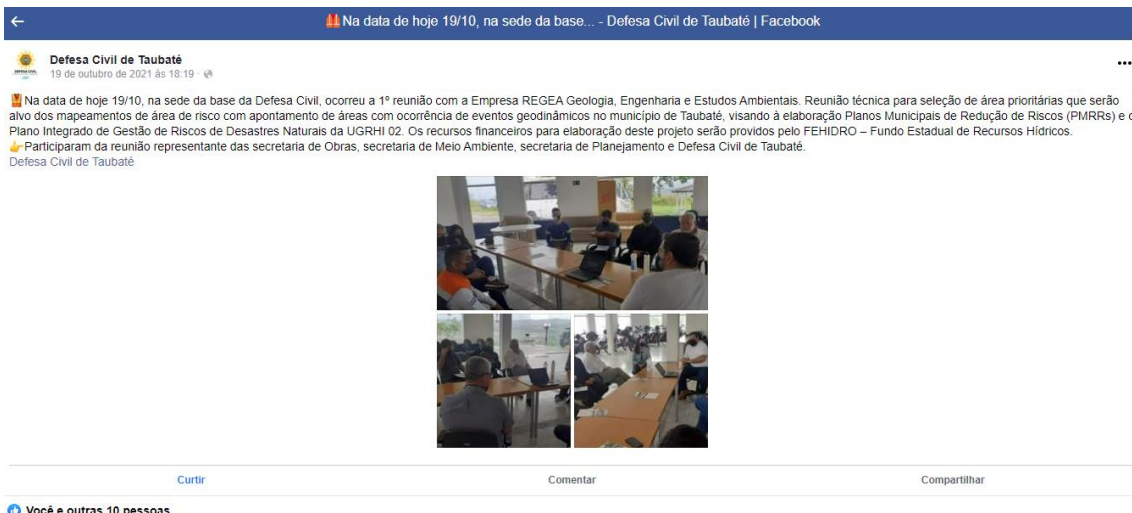 Na data de hoje 19/10, na sede da base... - Defesa Civil de Taubaté | Facebook
Defesa Civil de Taubaté
19 de outubro de 2021 às 18:19 ·
Na data de hoje 19/10, na sede da base da Defesa Civil, ocorreu a 1º reunião com a Empresa REGEA Geologia, Engenharia e Estudos Ambientais. Reunião técnica para seleção de área prioritárias que serão
alvo dos mapeamentos de área de risco com apontamento de áreas com ocorrência de eventos geodinâmicos no município de Taubaté, visando à elaboração Planos Municipais de Redução de Riscos (PMRRs) e
Plano Integrado de Gestão de Riscos de Desastres Naturais da UGRHI 02. Os recursos financeiros para elaboração deste projeto serão providos pelo FEHIDRO – Fundo Estadual de Recursos Hídricos.
Participaram da reunião representante das secretaria de Obras, secretaria de Meio Ambiente, secretaria de Planejamento e Defesa Civil de Taubaté.
Defesa Civil de Taubaté
Curtir Comentar Compartilhar
Você e outras 10 pessoas